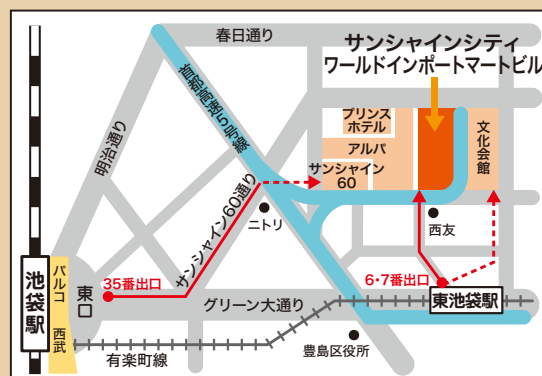 春日通り
サンシャインシティ
ワールドインポートマートビル
首都高速5号線
明治通り
プリンス
ホテル
アルパ
サンシャイン
60
文化会館
サンシャイン60通り
ニトリ
西友
池袋駅
パルコ
西武
東口
35番出口
グリーン大通り
6・7番出口
東池袋駅
有楽町線
豊島区役所